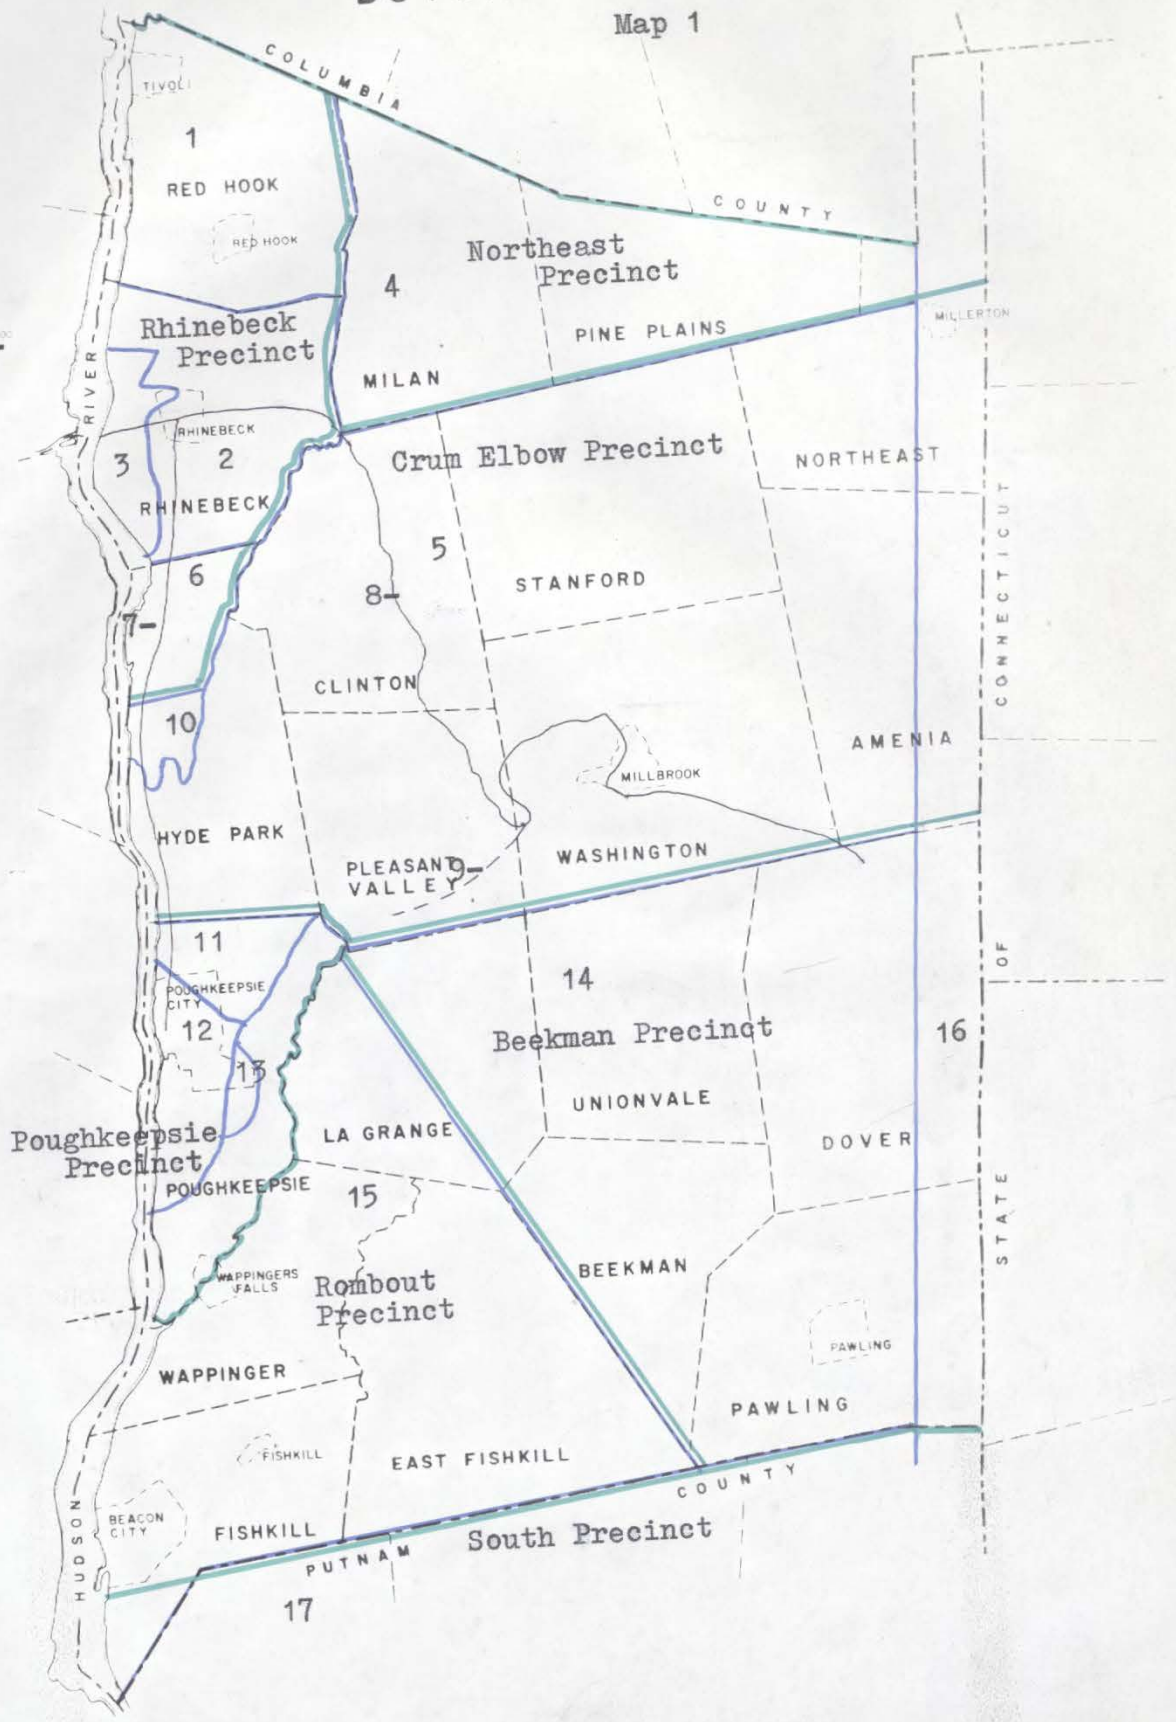 Map 1
COLUMBIA
COUNTY
TIVOLI
1
RED HOOK
RED HOOK
Northeast
Precinct
4
Rhinebeck
Precinct
PINE PLAINS
MILLERTON
MILAN
RIVER
RHINEBECK
Crum Elbow Precinct
NORTHEAST
3
2
RHINEBECK
5
6
STANFORD
8-
7-
CONNECTICUT
CLINTON
10
AMENIA
MILLBROOK
HYDE PARK
WASHINGTON
PLEASANT
VALLEY
9-
11
OF
14
POUGHKEEPSIE
CITY
12
Beekman Precinct
16
13
UNIONVALE
LA GRANGE
DOVER
Poughkeepsie
Precinct
POUGHKEEPSIE
15
STATE
WAPPINGERS
FALLS
Rombout
Precinct
BEEKMAN
PAWLING
WAPPINGER
PAWLING
FISHKILL
EAST FISHKILL
COUNTY
BEACON
CITY
FISHKILL
South Precinct
HUDSON
PUTNAM
17